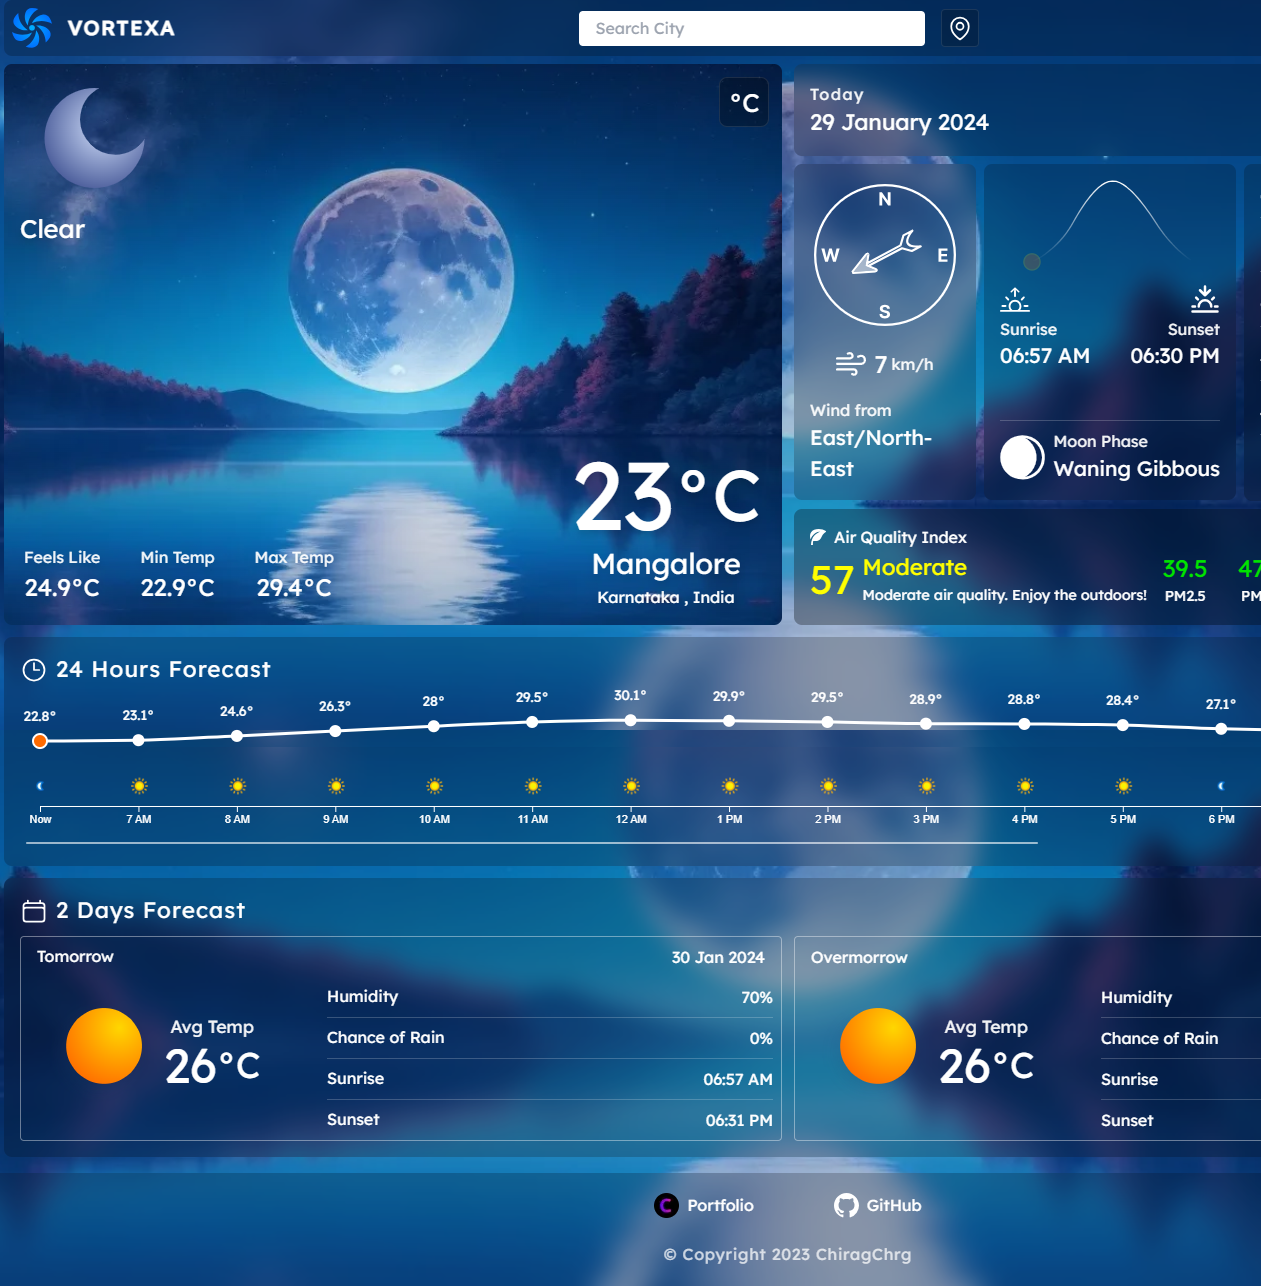 VORTEXA
Search City
°C
Clear
23°C
Mangalore
Karnataka , India
Feels Like
24.9°C
Min Temp
22.9°C
Max Temp
29.4°C
Today
29 January 2024
N
W
E
S
7 km/h
Wind from
East/North-
East
Sunrise
06:57 AM
Sunset
06:30 PM
Moon Phase
Waning Gibbous
Air Quality Index
57
Moderate
Moderate air quality. Enjoy the outdoors!
39.5
PM2.5
47
PM
24 Hours Forecast
22.8° 23.1° 24.6° 26.3° 28° 29.5° 30.1° 29.9° 29.5° 28.9° 28.8° 28.4° 27.1°
Now 7 AM 8 AM 9 AM 10 AM 11 AM 12 AM 1 PM 2 PM 3 PM 4 PM 5 PM 6 PM
2 Days Forecast
Tomorrow
30 Jan 2024
Avg Temp
26°C
Humidity 70%
Chance of Rain 0%
Sunrise 06:57 AM
Sunset 06:31 PM
Overmorrow
Avg Temp
26°C
Humidity
Chance of Rain
Sunrise
Sunset
Portfolio
GitHub
© Copyright 2023 ChiragChrg